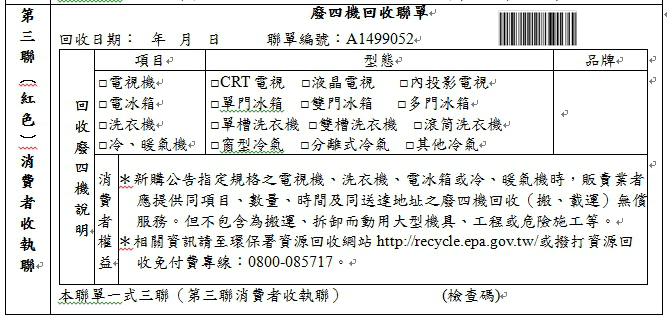 廢四機回收聯單
回收日期：　年　月　日　　聯單編號：A1499052
第三聯（紅色）消費者收執聯
回收廢四機說明
項目　型態　品牌
□電視機　□CRT電視　□液晶電視　□內投影電視
□電冰箱　□單門冰箱　□雙門冰箱　□多門冰箱
□洗衣機　□單槽洗衣機　□雙槽洗衣機　□滾筒洗衣機
□冷、暖氣機　□窗型冷氣　□分離式冷氣　□其他冷氣
消費者權益
＊新購公告指定規格之電視機、洗衣機、電冰箱或冷、暖氣機時，販賣業者
應提供同項目、數量、時間及同送達地址之廢四機回收（搬、載運）無償
服務。但不包含為搬運、拆卸而動用大型機具、工程或危險施工等。
＊相關資訊請至環保署資源回收網站 http://recycle.epa.gov.tw/或撥打資源回
收免付費專線：0800-085717。
本聯單一式三聯（第三聯消費者收執聯）　　(檢查碼)